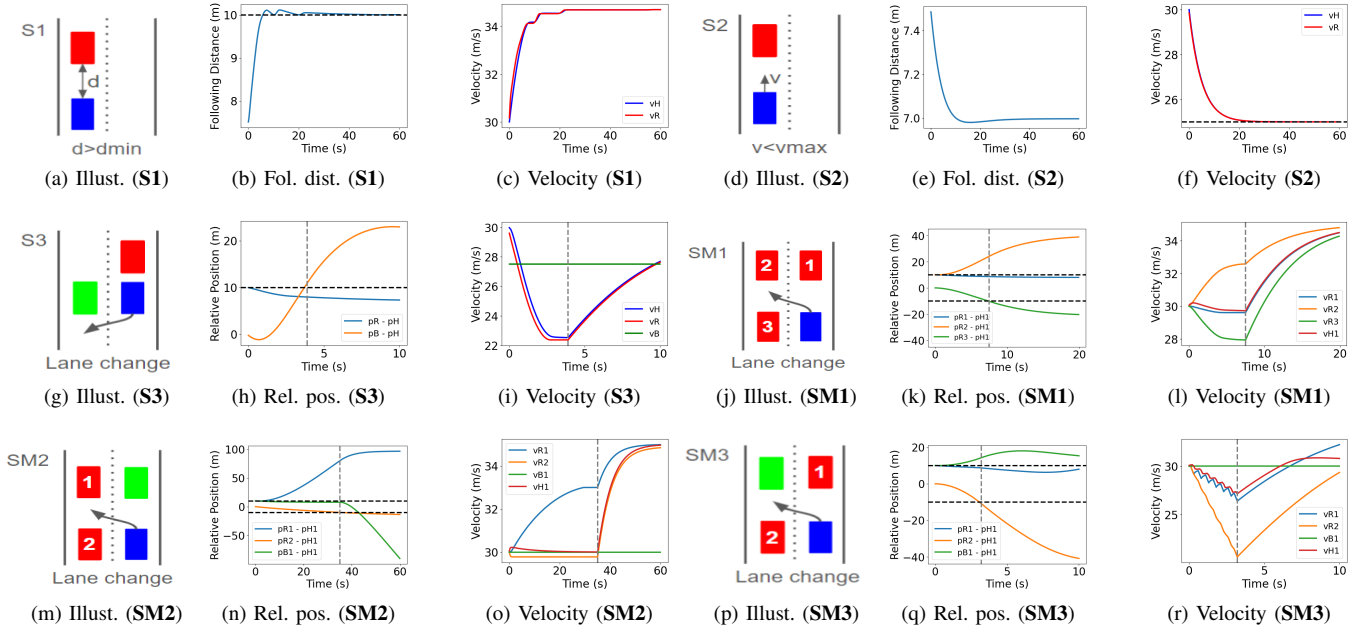 S1
d
d>dmin
(a) Illust. (S1)
Following Distance (m)
10
9
8
0 20 40 60
Time (s)
(b) Fol. dist. (S1)
Velocity (m/s)
34
32
30
vH
vR
0 20 40 60
Time (s)
(c) Velocity (S1)
S2
v
v<vmax
(d) Illust. (S2)
Following Distance (m)
7.4
7.2
7.0
0 20 40 60
Time (s)
(e) Fol. dist. (S2)
Velocity (m/s)
30
28
26
vH
vR
0 20 40 60
Time (s)
(f) Velocity (S2)
S3
Lane change
(g) Illust. (S3)
Relative Position (m)
20
10
0
0 5 10
Time (s)
pR - pH
pB - pH
(h) Rel. pos. (S3)
Velocity (m/s)
30
28
26
24
22
vH
vR
vB
0 5 10
Time (s)
(i) Velocity (S3)
SM1
2 1
3
Lane change
(j) Illust. (SM1)
Relative Position (m)
40
20
0
−20
−40
pR1 - pH1
pR2 - pH1
pR3 - pH1
0 10 20
Time (s)
(k) Rel. pos. (SM1)
Velocity (m/s)
34
32
30
28
vR1
vR2
vR3
vH1
0 10 20
Time (s)
(l) Velocity (SM1)
SM2
1
2
Lane change
(m) Illust. (SM2)
Relative Position (m)
100
50
0
−50
pR1 - pH1
pR2 - pH1
pB1 - pH1
0 20 40 60
Time (s)
(n) Rel. pos. (SM2)
Velocity (m/s)
34
32
30
vR1
vR2
vB1
vH1
0 20 40 60
Time (s)
(o) Velocity (SM2)
SM3
1
2
Lane change
(p) Illust. (SM3)
Relative Position (m)
20
0
−20
−40
pR1 - pH1
pR2 - pH1
pB1 - pH1
0 5 10
Time (s)
(q) Rel. pos. (SM3)
Velocity (m/s)
30
25
vR1
vR2
vB1
vH1
0 5 10
Time (s)
(r) Velocity (SM3)